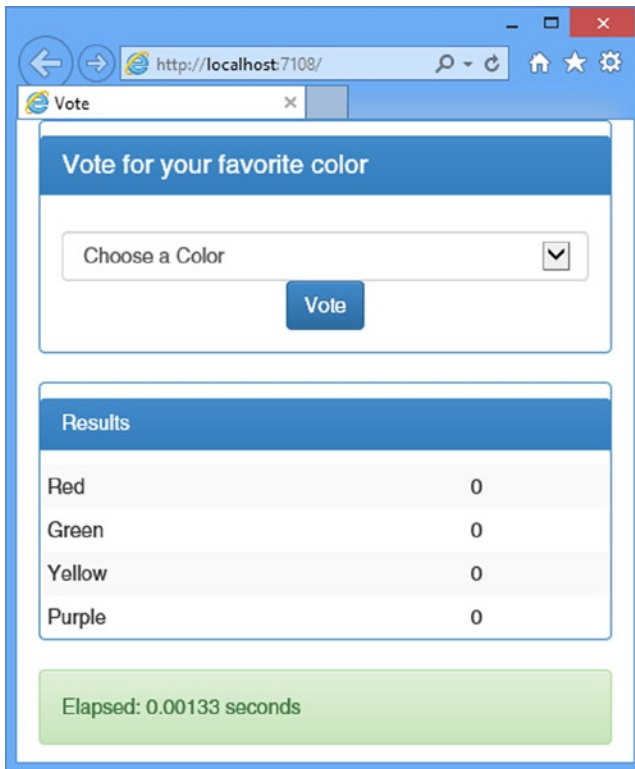 http://localhost:7108/
Vote
Vote for your favorite color
Choose a Color
Vote
Results
Red 0
Green 0
Yellow 0
Purple 0
Elapsed: 0.00133 seconds